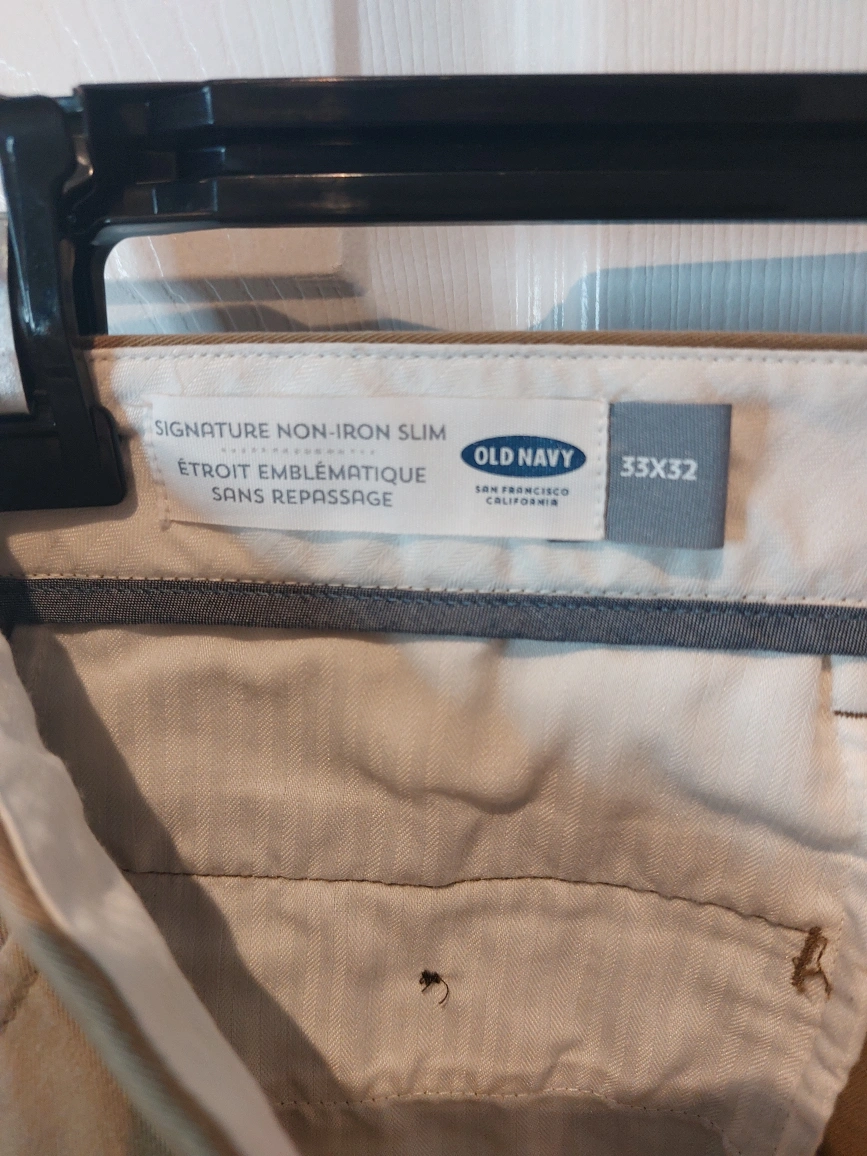 SIGNATURE NON-IRON SLIM
ÉTROIT EMBLÉMATIQUE
SANS REPASSAGE
OLD NAVY
SAN FRANCISCO
CALIFORNIA
33X32